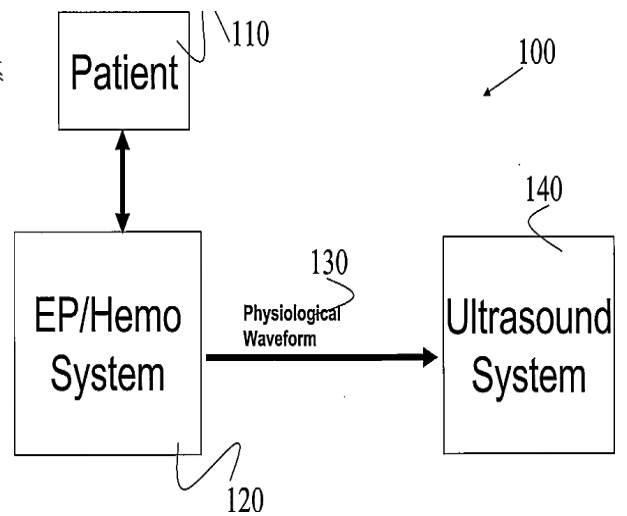 110
Patient
100
140
130
Physiological
Waveform
EP/Hemo
System
Ultrasound
System
120